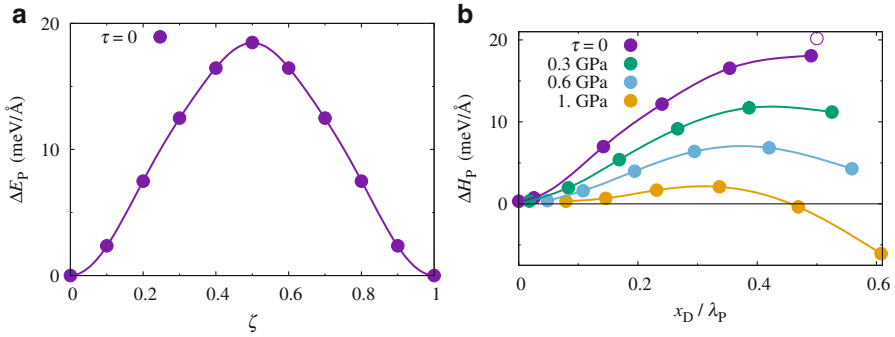 a
τ = 0
20
10
0
ΔE_P (meV/Å)
0 0.2 0.4 0.6 0.8 1
ζ
b
τ = 0
0.3 GPa
0.6 GPa
1. GPa
20
10
0
ΔH_P (meV/Å)
0 0.2 0.4 0.6
x_D / λ_P